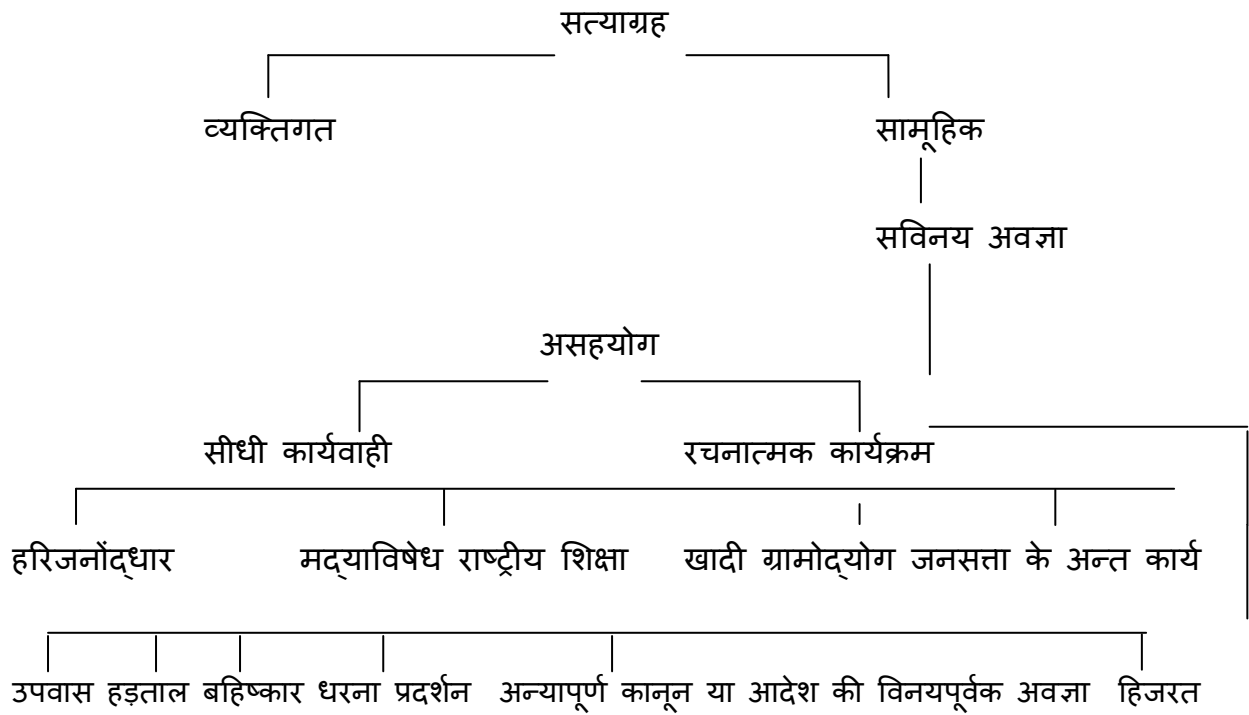 सत्याग्रह
व्यक्तिगत सामूहिक
सविनय अवज्ञा
असहयोग
सीधी कार्यवाही रचनात्मक कार्यक्रम
हरिजनोंद्धार मद्याविषेध राष्ट्रीय शिक्षा खादी ग्रामोद्योग जनसत्ता के अन्त कार्य
उपवास हड़ताल बहिष्कार धरना प्रदर्शन अन्यापूर्ण कानून या आदेश की विनयपूर्वक अवज्ञा हिजरत